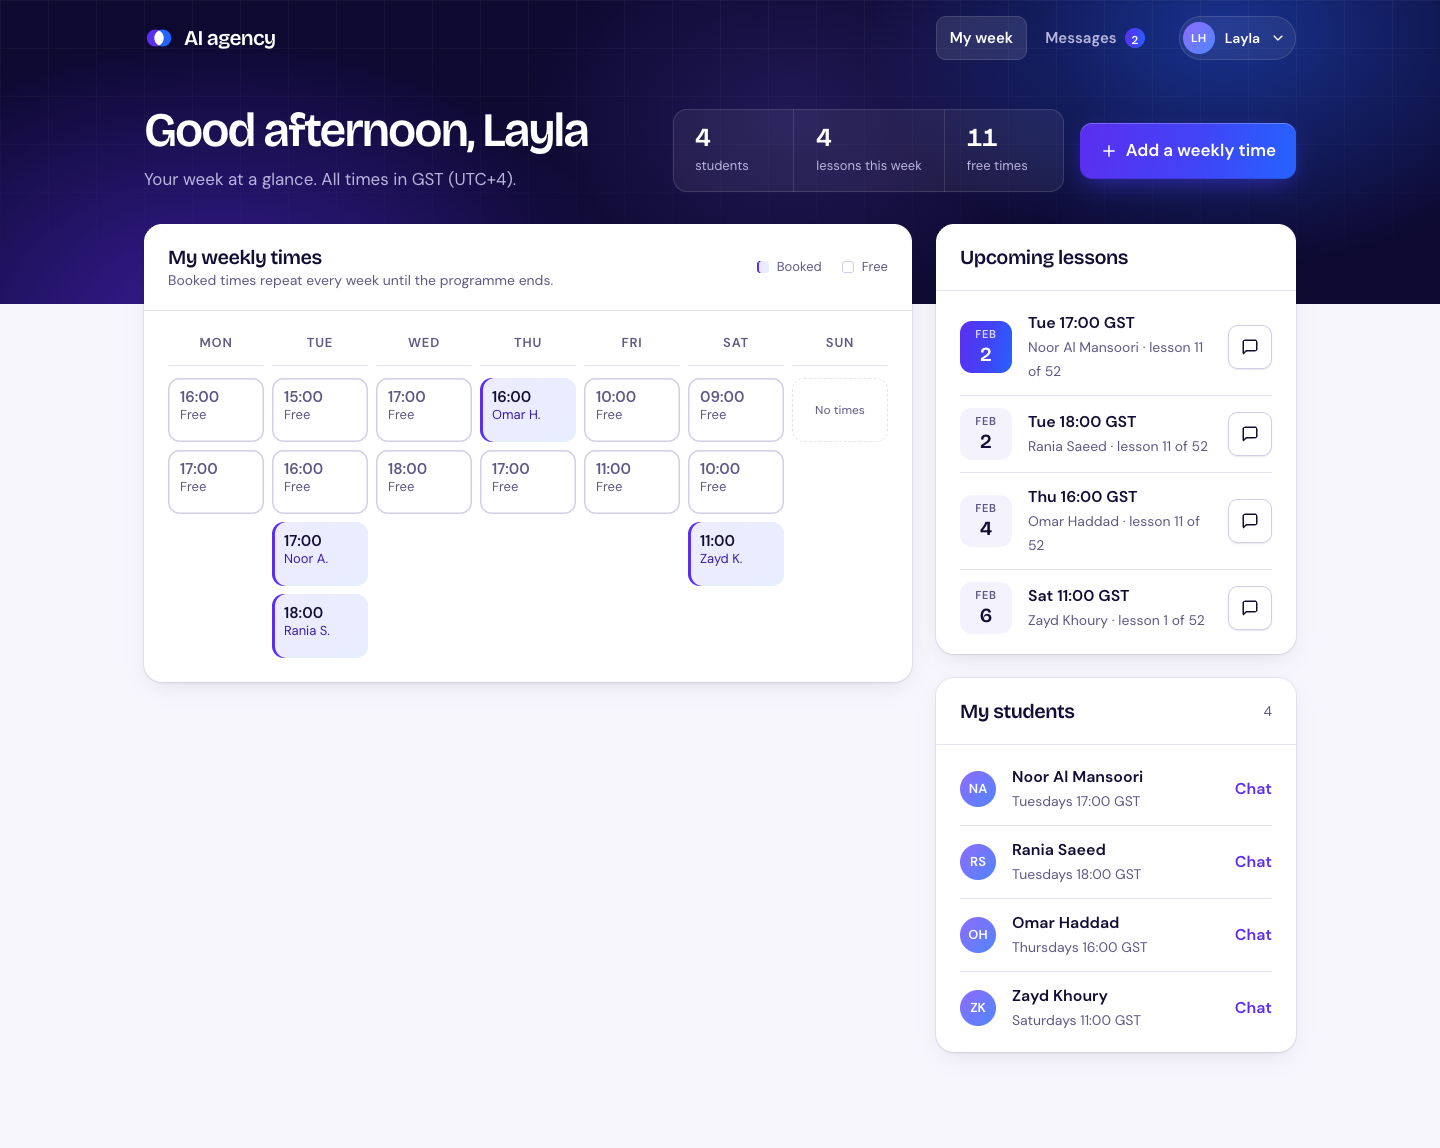 AI agency
My week
Messages 2
LH Layla
Good afternoon, Layla
Your week at a glance. All times in GST (UTC+4).
4
students
4
lessons this week
11
free times
+ Add a weekly time
My weekly times
Booked times repeat every week until the programme ends.
Booked
Free
MON TUE WED THU FRI SAT SUN
16:00
Free
15:00
Free
17:00
Free
16:00
Omar H.
10:00
Free
09:00
Free
No times
17:00
Free
16:00
Free
18:00
Free
17:00
Free
11:00
Free
10:00
Free
17:00
Noor A.
11:00
Zayd K.
18:00
Rania S.
Upcoming lessons
FEB
2
Tue 17:00 GST
Noor Al Mansoori · lesson 11
of 52
FEB
2
Tue 18:00 GST
Rania Saeed · lesson 11 of 52
FEB
4
Thu 16:00 GST
Omar Haddad · lesson 11 of
52
FEB
6
Sat 11:00 GST
Zayd Khoury · lesson 1 of 52
My students
4
NA
Noor Al Mansoori
Tuesdays 17:00 GST
Chat
RS
Rania Saeed
Tuesdays 18:00 GST
Chat
OH
Omar Haddad
Thursdays 16:00 GST
Chat
ZK
Zayd Khoury
Saturdays 11:00 GST
Chat